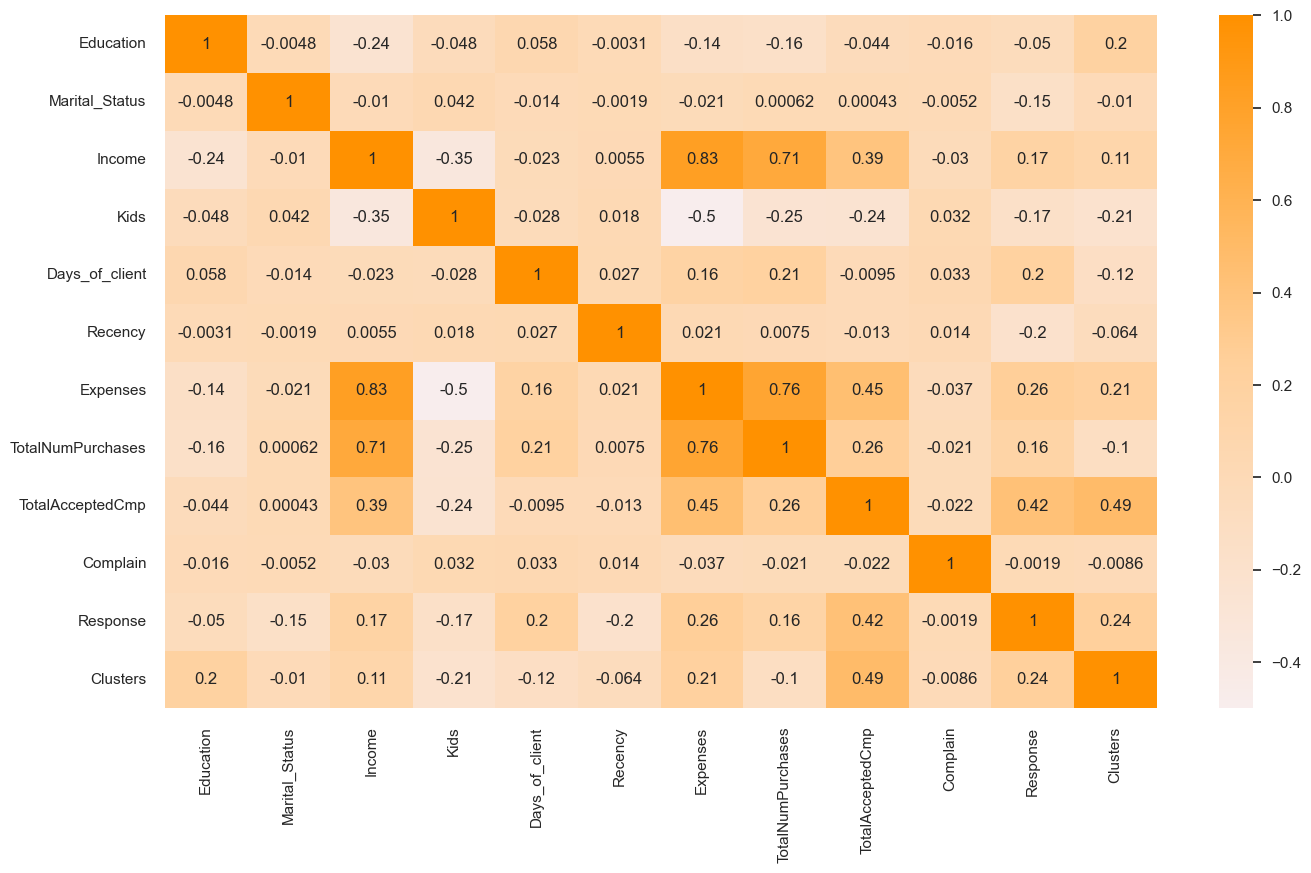 Education 1 -0.0048 -0.24 -0.048 0.058 -0.0031 -0.14 -0.16 -0.044 -0.016 -0.05 0.2
Marital_Status -0.0048 1 -0.01 0.042 -0.014 -0.0019 -0.021 0.00062 0.00043 -0.0052 -0.15 -0.01
Income -0.24 -0.01 1 -0.35 -0.023 0.0055 0.83 0.71 0.39 -0.03 0.17 0.11
Kids -0.048 0.042 -0.35 1 -0.028 0.018 -0.5 -0.25 -0.24 0.032 -0.17 -0.21
Days_of_client 0.058 -0.014 -0.023 -0.028 1 0.027 0.16 0.21 -0.0095 0.033 0.2 -0.12
Recency -0.0031 -0.0019 0.0055 0.018 0.027 1 0.021 0.0075 -0.013 0.014 -0.2 -0.064
Expenses -0.14 -0.021 0.83 -0.5 0.16 0.021 1 0.76 0.45 -0.037 0.26 0.21
TotalNumPurchases -0.16 0.00062 0.71 -0.25 0.21 0.0075 0.76 1 0.26 -0.021 0.16 -0.1
TotalAcceptedCmp -0.044 0.00043 0.39 -0.24 -0.0095 -0.013 0.45 0.26 1 -0.022 0.42 0.49
Complain -0.016 -0.0052 -0.03 0.032 0.033 0.014 -0.037 -0.021 -0.022 1 -0.0019 -0.0086
Response -0.05 -0.15 0.17 -0.17 0.2 -0.2 0.26 0.16 0.42 -0.0019 1 0.24
Clusters 0.2 -0.01 0.11 -0.21 -0.12 -0.064 0.21 -0.1 0.49 -0.0086 0.24 1
Education
Marital_Status
Income
Kids
Days_of_client
Recency
Expenses
TotalNumPurchases
TotalAcceptedCmp
Complain
Response
Clusters
1.0
0.8
0.6
0.4
0.2
0.0
−0.2
−0.4